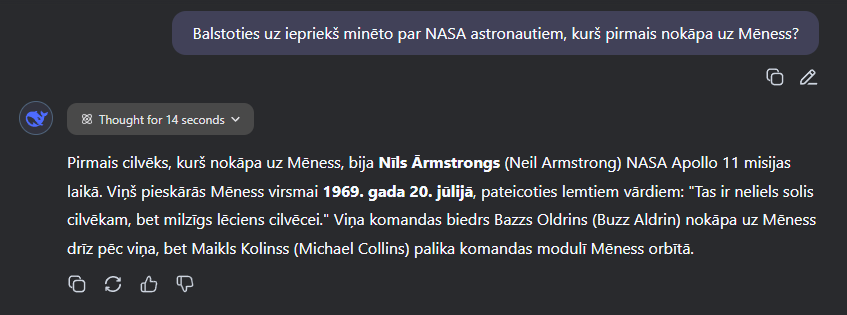 Balstoties uz iepriekš minēto par NASA astronautiem, kurš pirmais nokāpa uz Mēness?
Thought for 14 seconds
Pirmais cilvēks, kurš nokāpa uz Mēness, bija Nīls Ārmstrongs (Neil Armstrong) NASA Apollo 11 misijas
laikā. Viņš pieskārās Mēness virsmai 1969. gada 20. jūlijā, pateicoties lemtiem vārdiem: "Tas ir neliels solis
cilvēkam, bet milzīgs lēciens cilvēcei." Viņa komandas biedrs Bazzs Oldrins (Buzz Aldrin) nokāpa uz Mēness
drīz pēc viņa, bet Maikls Kolinss (Michael Collins) palika komandas modulī Mēness orbītā.